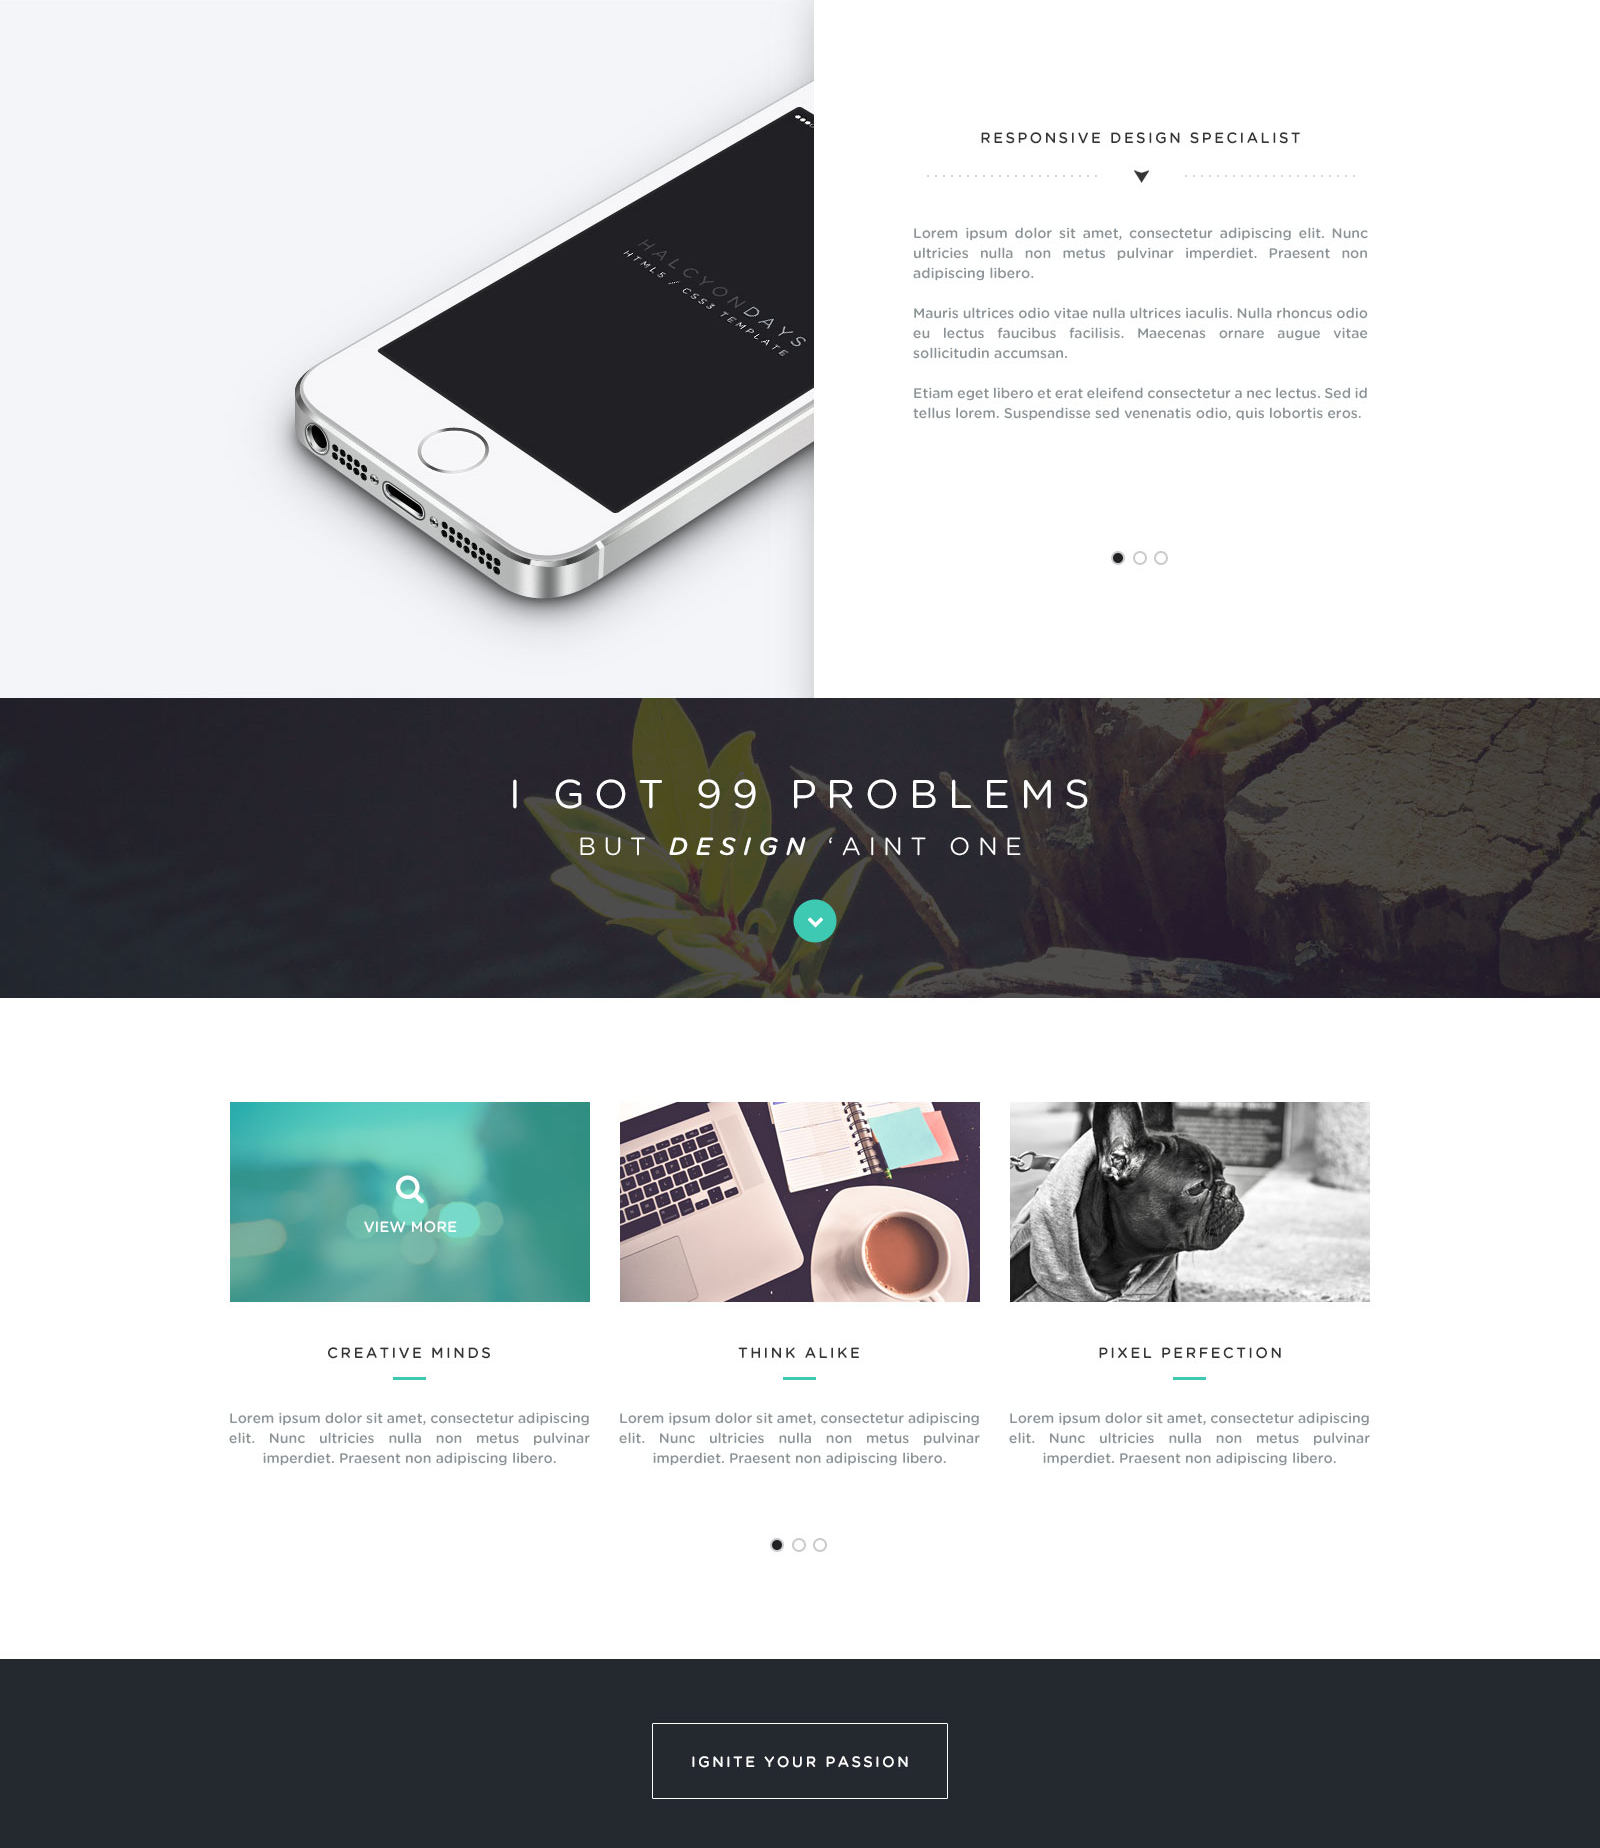 HALCYONDAYS
HTML5 / CSS3 TEMPLATE
RESPONSIVE DESIGN SPECIALIST
Lorem ipsum dolor sit amet, consectetur adipiscing elit. Nunc
ultricies nulla non metus pulvinar imperdiet. Praesent non
adipiscing libero.
Mauris ultrices odio vitae nulla ultrices iaculis. Nulla rhoncus odio
eu lectus faucibus facilisis. Maecenas ornare augue vitae
sollicitudin accumsan.
Etiam eget libero et erat eleifend consectetur a nec lectus. Sed id
tellus lorem. Suspendisse sed venenatis odio, quis lobortis eros.
I GOT 99 PROBLEMS
BUT DESIGN ‘AINT ONE
VIEW MORE
CREATIVE MINDS
Lorem ipsum dolor sit amet, consectetur adipiscing
elit. Nunc ultricies nulla non metus pulvinar
imperdiet. Praesent non adipiscing libero.
THINK ALIKE
Lorem ipsum dolor sit amet, consectetur adipiscing
elit. Nunc ultricies nulla non metus pulvinar
imperdiet. Praesent non adipiscing libero.
PIXEL PERFECTION
Lorem ipsum dolor sit amet, consectetur adipiscing
elit. Nunc ultricies nulla non metus pulvinar
imperdiet. Praesent non adipiscing libero.
IGNITE YOUR PASSION